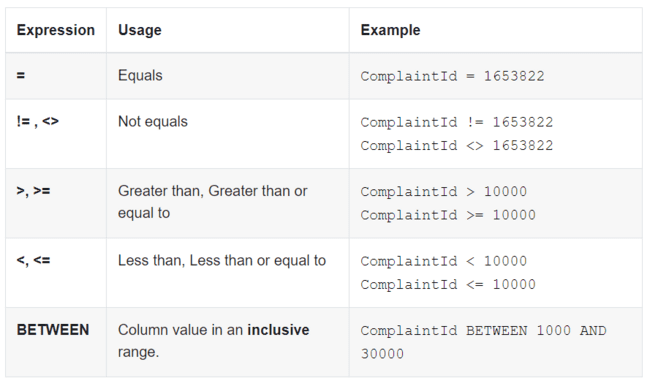 Expression Usage Example
= Equals ComplaintId = 1653822
!= , <> Not equals ComplaintId != 1653822
ComplaintId <> 1653822
>, >= Greater than, Greater than or ComplaintId > 10000
equal to ComplaintId >= 10000
<, <= Less than, Less than or equal to ComplaintId < 10000
ComplaintId <= 10000
BETWEEN Column value in an inclusive ComplaintId BETWEEN 1000 AND
range. 30000